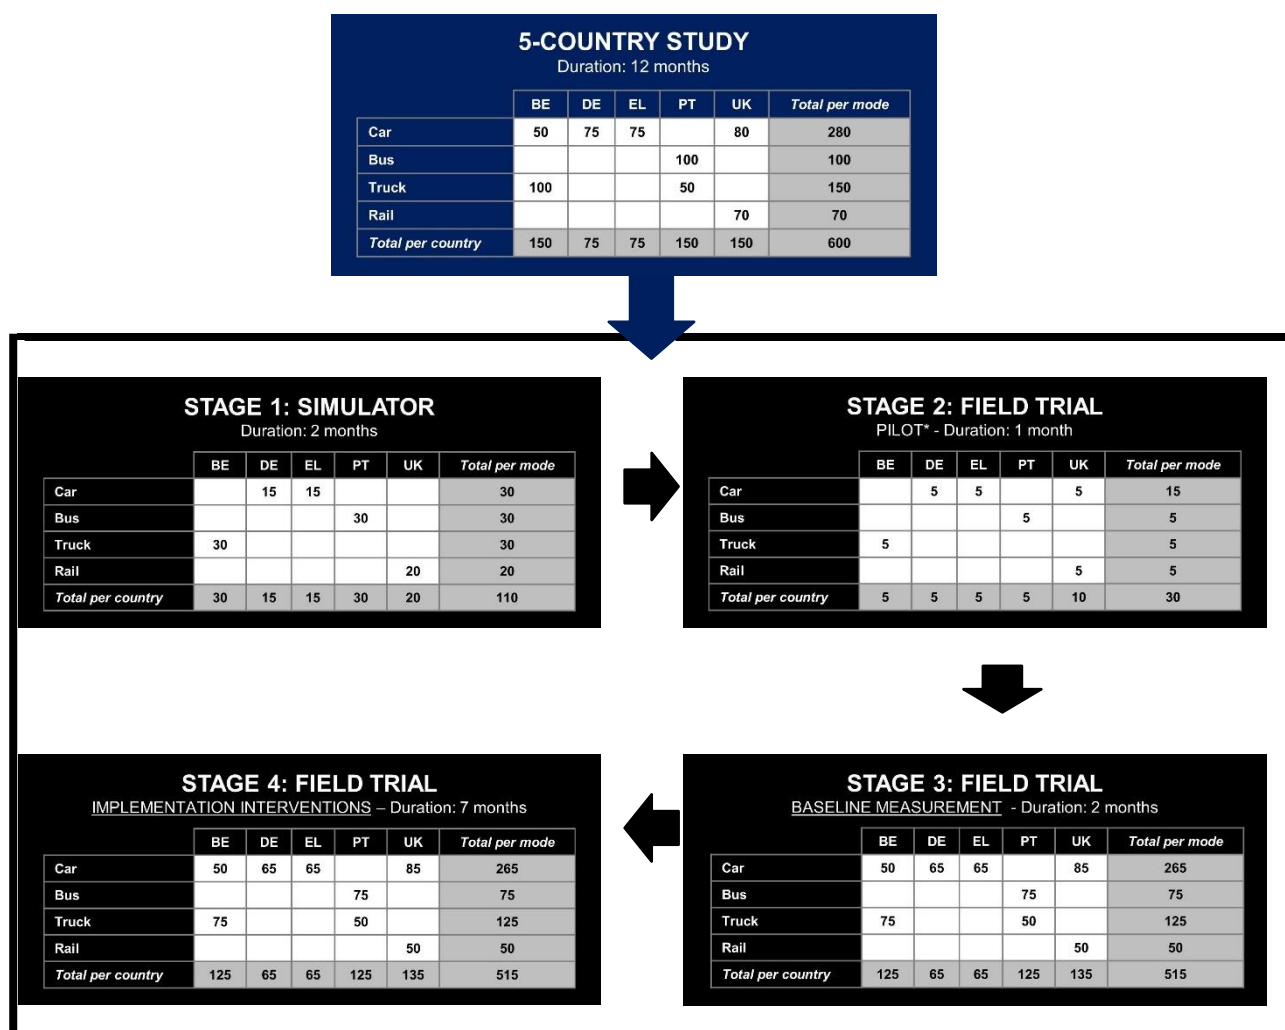 5-COUNTRY STUDY
Duration: 12 months
BE DE EL PT UK Total per mode
Car 50 75 75 80 280
Bus 100 100
Truck 100 50 150
Rail 70 70
Total per country 150 75 75 150 150 600
STAGE 1: SIMULATOR
Duration: 2 months
BE DE EL PT UK Total per mode
Car 15 15 30
Bus 30 30
Truck 30 30
Rail 20 20
Total per country 30 15 15 30 20 110
STAGE 2: FIELD TRIAL
PILOT* - Duration: 1 month
BE DE EL PT UK Total per mode
Car 5 5 5 15
Bus 5 5
Truck 5 5
Rail 5 5
Total per country 5 5 5 5 10 30
STAGE 4: FIELD TRIAL
IMPLEMENTATION INTERVENTIONS – Duration: 7 months
BE DE EL PT UK Total per mode
Car 50 65 65 85 265
Bus 75 75
Truck 75 50 125
Rail 50 50
Total per country 125 65 65 125 135 515
STAGE 3: FIELD TRIAL
BASELINE MEASUREMENT - Duration: 2 months
BE DE EL PT UK Total per mode
Car 50 65 65 85 265
Bus 75 75
Truck 75 50 125
Rail 50 50
Total per country 125 65 65 125 135 515